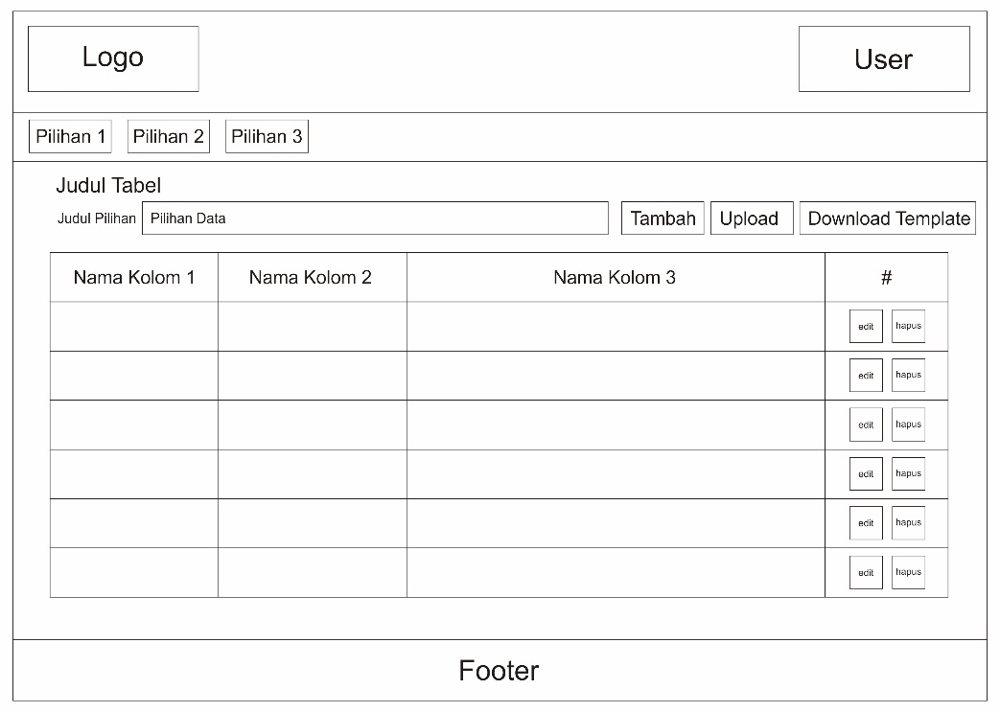 Logo
User
Pilihan 1
Pilihan 2
Pilihan 3
Judul Tabel
Judul Pilihan
Pilihan Data
Tambah
Upload
Download Template
Nama Kolom 1
Nama Kolom 2
Nama Kolom 3
#
edit
hapus
edit
hapus
edit
hapus
edit
hapus
edit
hapus
edit
hapus
Footer